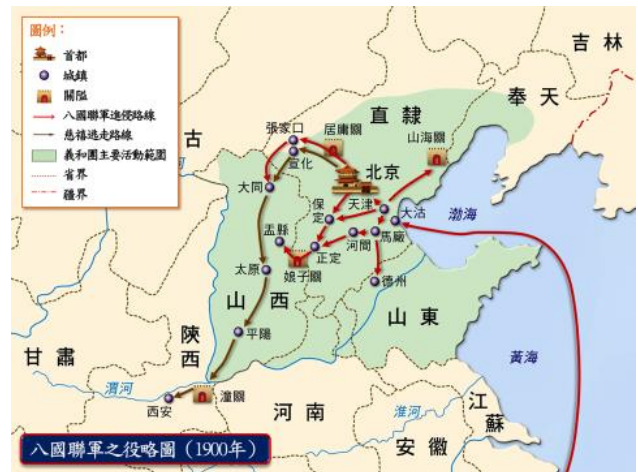 圖例：
首都
城鎮
關隘
八國聯軍進侵路線
慈禧逃走路線
義和團主要活動範圍
省界
疆界
吉林
奉天
直隸
古
張家口
居庸關
山海關
宣化
北京
大同
天津
保定
大沽
渤海
盂縣
河間
馬廠
正定
娘子關
太原
德州
山西
山東
平陽
陝西
甘肅
黃海
渭河
潼關
西安
河南
淮河
江蘇
安徽
八國聯軍之役略圖（1900年）